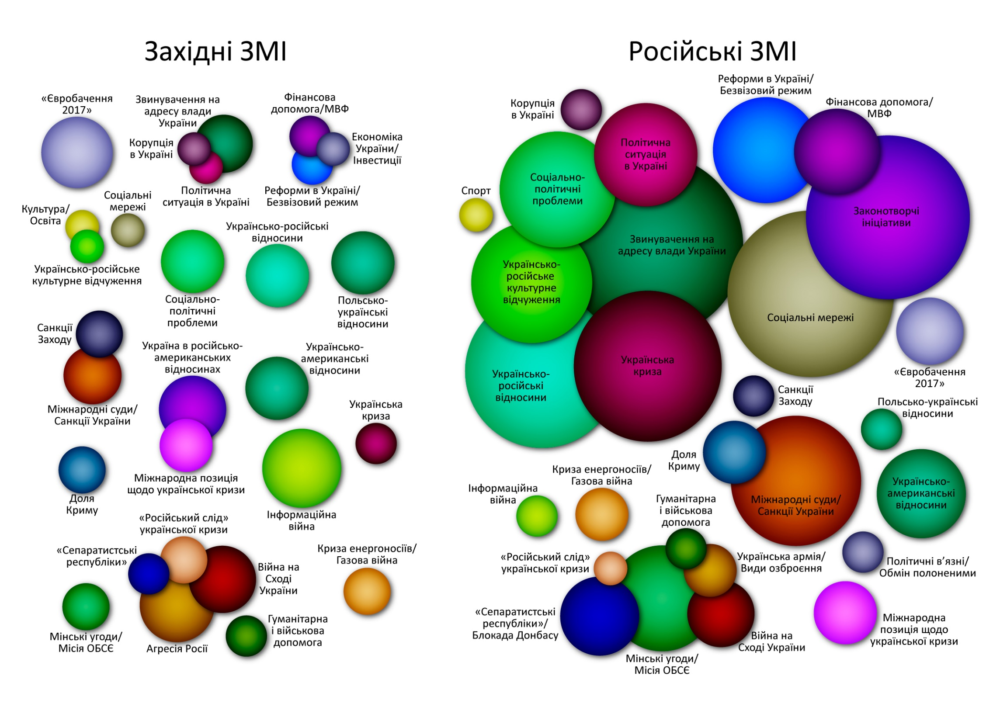 Західні ЗМІ
«Євробачення
2017»
Звинувачення на
адресу влади
України
Фінансова
допомога/МВФ
Корупція
в Україні
Економіка
України/
Інвестиції
Політична
ситуація в Україні
Реформи в Україні/
Безвізовий режим
Культура/
Освіта
Соціальні
мережі
Українсько-російські
відносини
Українсько-російське
культурне відчуження
Соціально-
політичні
проблеми
Польсько-
українські
відносини
Санкції
Заходу
Україна в російсько-
американських
відносинах
Українсько-
американські
відносини
Міжнародні суди/
Санкції України
Українська
криза
Доля
Криму
Міжнародна позиція
щодо української кризи
Інформаційна
війна
«Російський слід»
української кризи
«Сепаратистські
республіки»
Війна на
Сході
України
Криза енергоносіїв/
Газова війна
Мінські угоди/
Місія ОБСЄ
Агресія Росії
Гуманітарна
і військова
допомога
Російські ЗМІ
Корупція
в Україні
Реформи в Україні/
Безвізовий режим
Фінансова допомога/
МВФ
Політична
ситуація
в Україні
Соціально-
політичні
проблеми
Спорт
Законотворчі
ініціативи
Звинувачення на
адресу влади України
Українсько-
російське
культурне
відчуження
Соціальні мережі
Українсько-
російські
відносини
Українська
криза
«Євробачення
2017»
Санкції
Заходу
Польсько-українські
відносини
Доля
Криму
Міжнародні суди/
Санкції України
Українсько-
американські
відносини
Криза енергоносіїв/
Газова війна
Інформаційна
війна
Гуманітарна
і військова
допомога
«Російський слід»
української кризи
Українська армія/
Види озброєння
Політичні в’язні/
Обмін полоненими
«Сепаратистські
республіки»/
Блокада Донбасу
Війна на
Сході України
Міжнародна
позиція щодо
української кризи
Мінські угоди/
Місія ОБСЄ